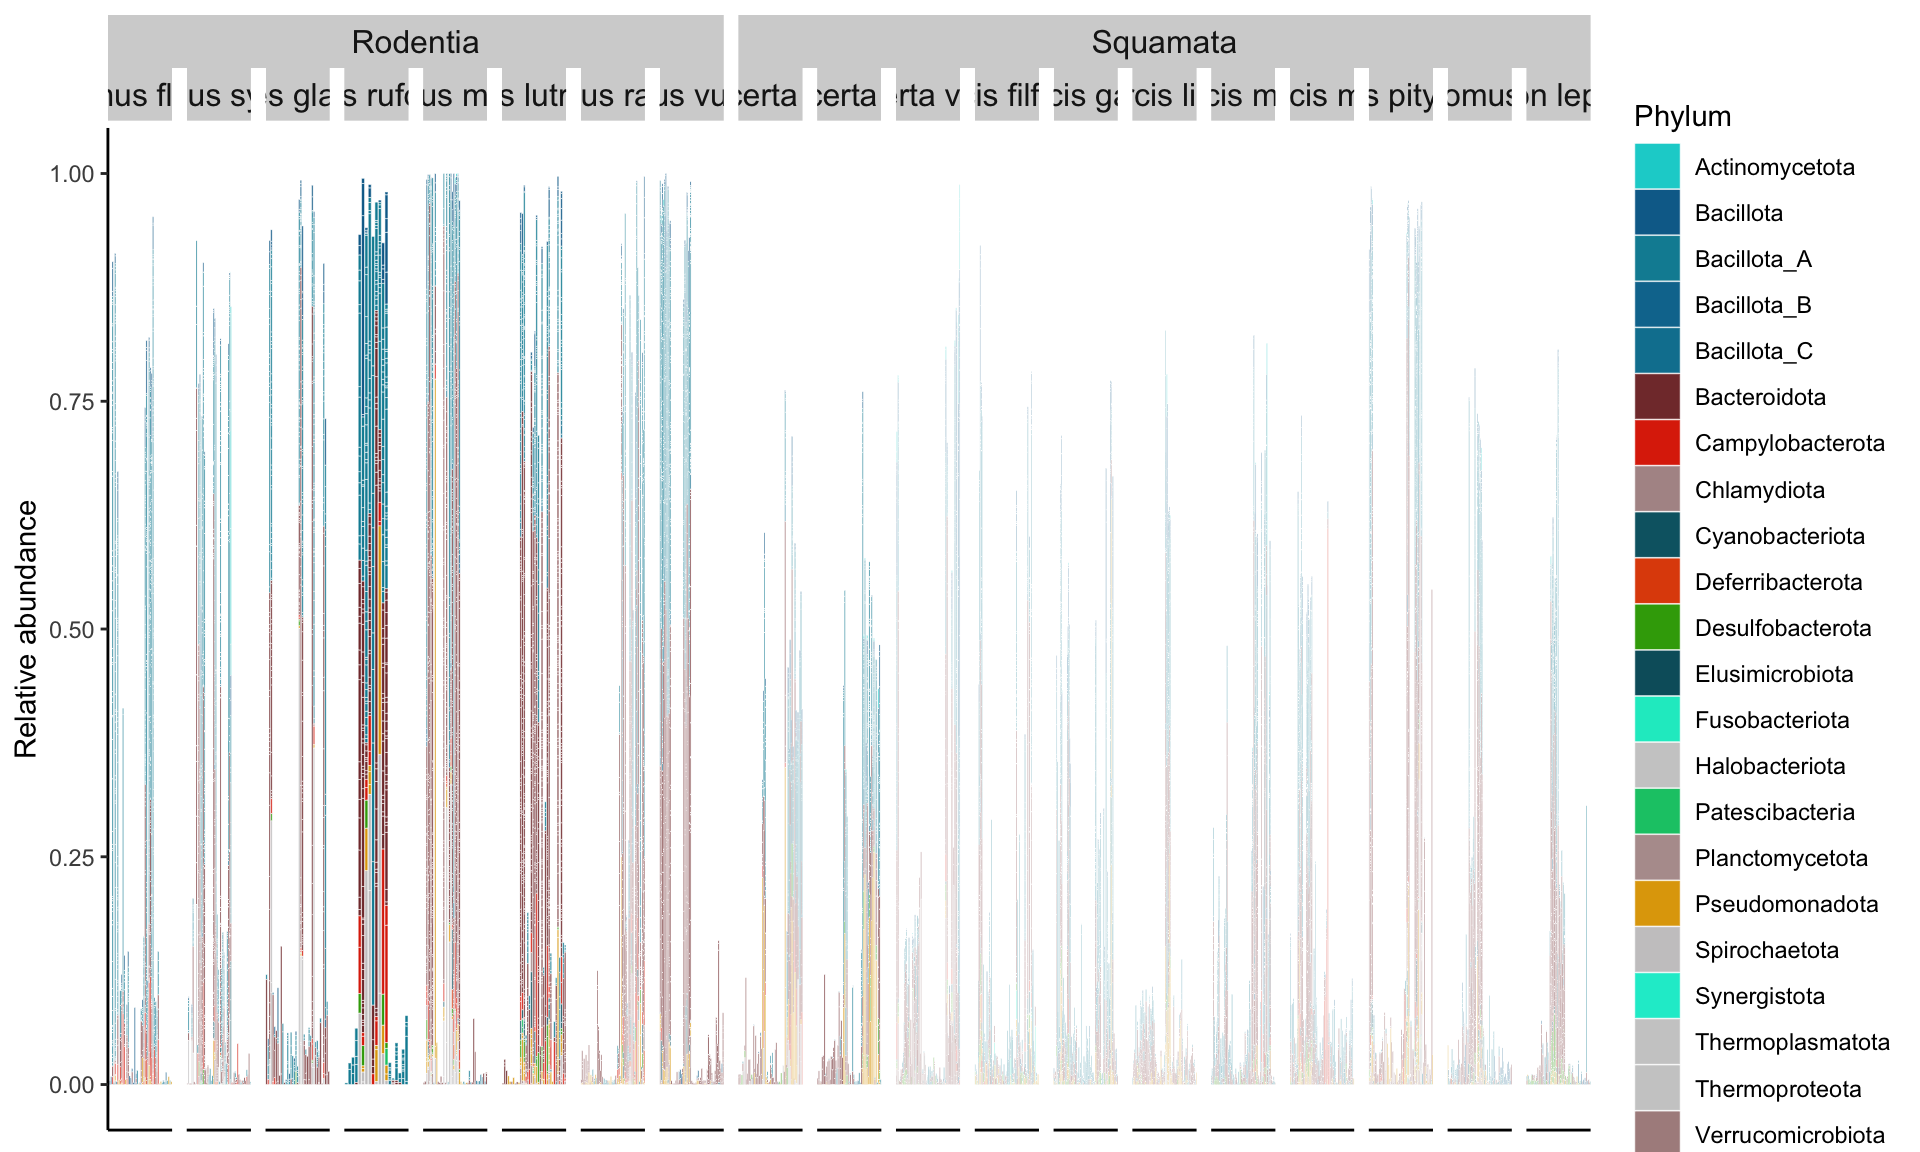 Rodentia
Squamata
nus fl
us sy
es gla
s rufo
us m
s lutr
us ra
us vu
certa
certa
rta v
is filf
cis ga
rcis li
cis m
cis m
s pity
omus
on lep
Relative abundance
1.00
0.75
0.50
0.25
0.00
Phylum
Actinomycetota
Bacillota
Bacillota_A
Bacillota_B
Bacillota_C
Bacteroidota
Campylobacterota
Chlamydiota
Cyanobacteriota
Deferribacterota
Desulfobacterota
Elusimicrobiota
Fusobacteriota
Halobacteriota
Patescibacteria
Planctomycetota
Pseudomonadota
Spirochaetota
Synergistota
Thermoplasmatota
Thermoproteota
Verrucomicrobiota